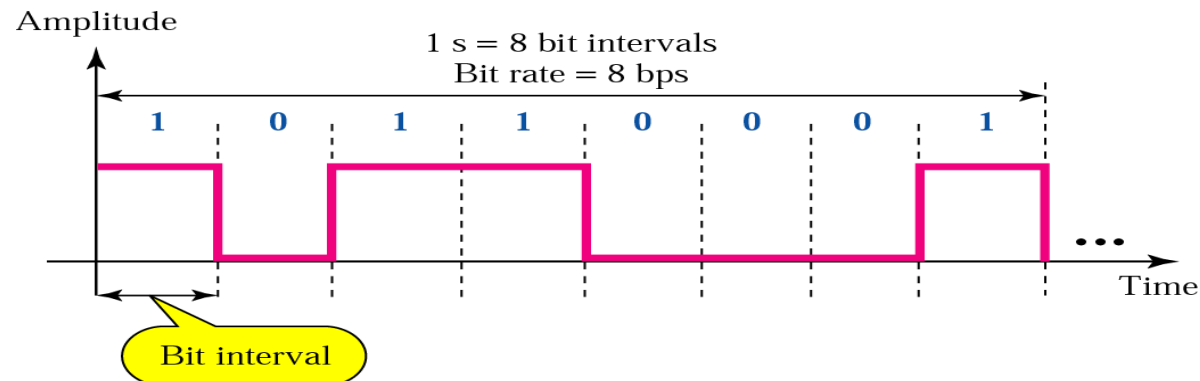 Amplitude
1 s = 8 bit intervals
Bit rate = 8 bps
1 0 1 1 0 0 0 1
...
Time
Bit interval